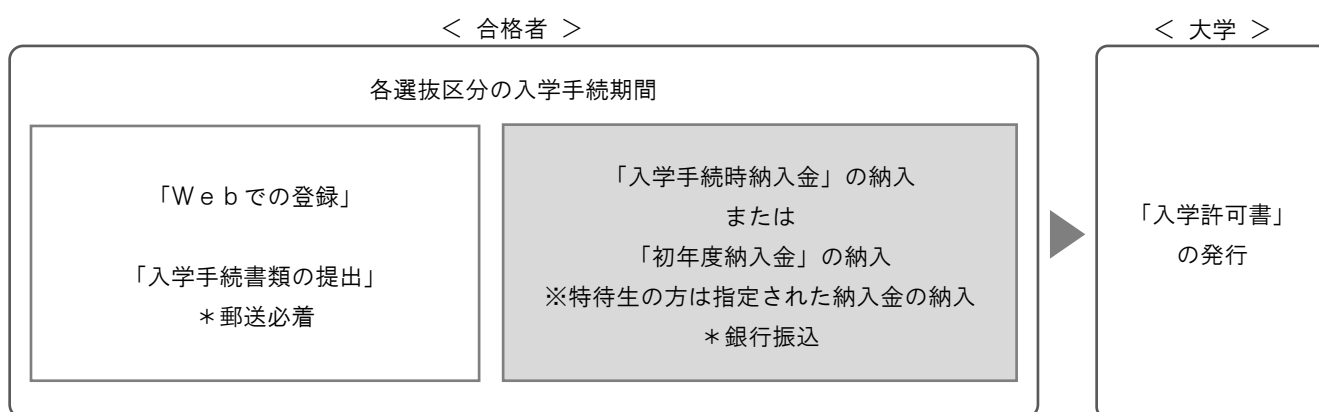 ＜ 合格者 ＞
各選抜区分の入学手続期間
「Ｗｅｂでの登録」
「入学手続書類の提出」
＊郵送必着
「入学手続時納入金」の納入
または
「初年度納入金」の納入
※特待生の方は指定された納入金の納入
＊銀行振込
＜ 大学 ＞
「入学許可書」
の発行